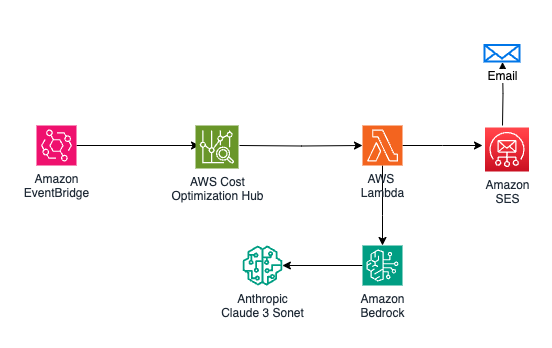 Email
Amazon
EventBridge
AWS Cost
Optimization Hub
AWS
Lambda
Amazon
SES
Anthropic
Claude 3 Sonet
Amazon
Bedrock